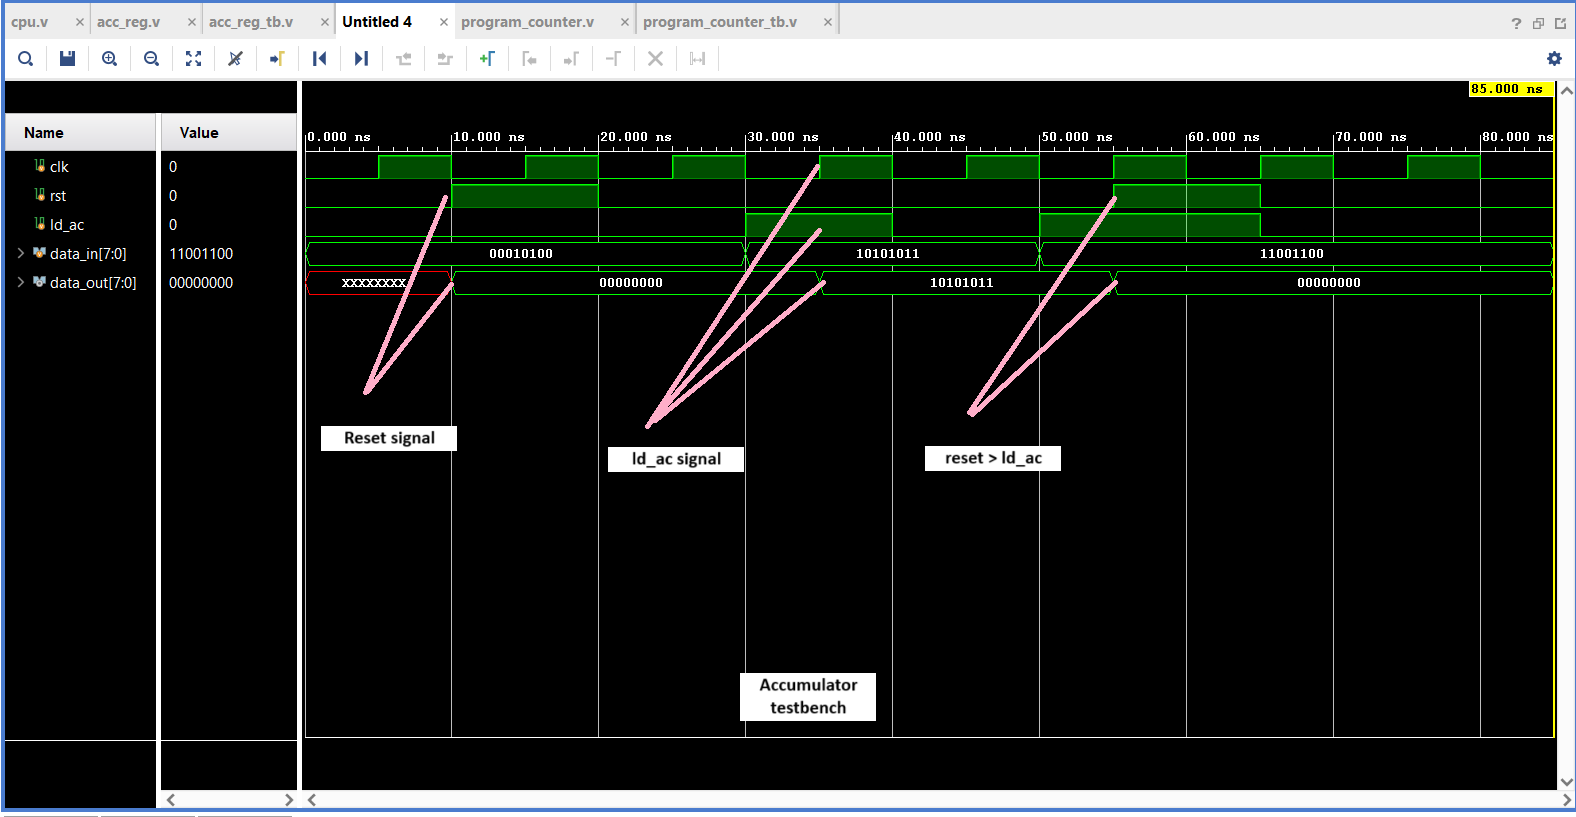 cpu.v × acc_reg.v × acc_reg_tb.v × Untitled 4 × program_counter.v × program_counter_tb.v ×
?
85.000 ns
Name Value
0.000 ns 10.000 ns 20.000 ns 30.000 ns 40.000 ns 50.000 ns 60.000 ns 70.000 ns 80.000 ns
clk 0
rst 0
ld_ac 0
data_in[7:0] 11001100 00010100 10101011 11001100
data_out[7:0] 00000000 XXXXXXXX 00000000 10101011 00000000
Reset signal
ld_ac signal
reset > ld_ac
Accumulator
testbench